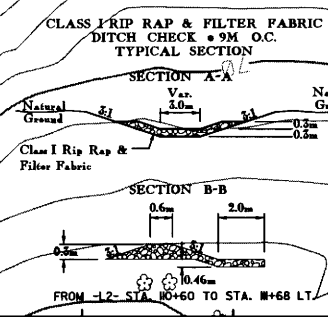 CLASS I RIP RAP & FILTER FABRIC
DITCH CHECK @ 9M O.C.
TYPICAL SECTION
SECTION A-A
Var.
3.0m
Natural
Ground
3:1
3:1
0.3m
0.3m
Class I Rip Rap &
Filter Fabric
SECTION B-B
0.6m
2.0m
0.46m
FROM -L2- STA. TO STA. LT.